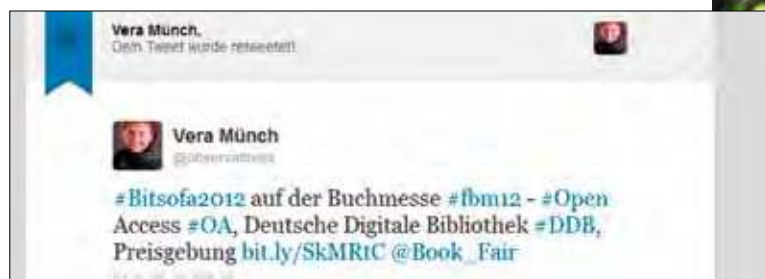 Vera Münch,
Dein Tweet wurde retweetet!
Vera Münch
#Bitsofa2012 auf der Buchmesse #fbm12 - #Open
Access #OA, Deutsche Digitale Bibliothek #DDB,
Preisgebung bit.ly/SkMRtC @Book_Fair